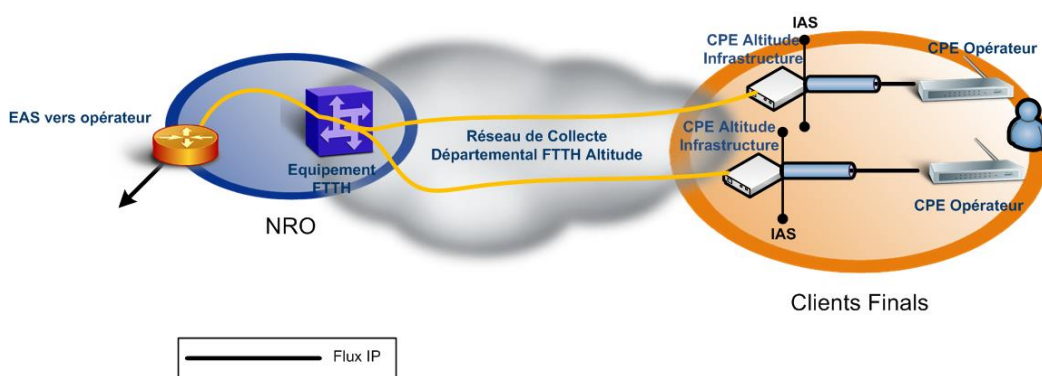 IAS
CPE Altitude
Infrastructure
CPE Opérateur
EAS vers opérateur
CPE Altitude
Infrastructure
Réseau de Collecte
Départemental FTTH Altitude
Equipement
FTTH
CPE Opérateur
NRO
IAS
Clients Finals
Flux IP